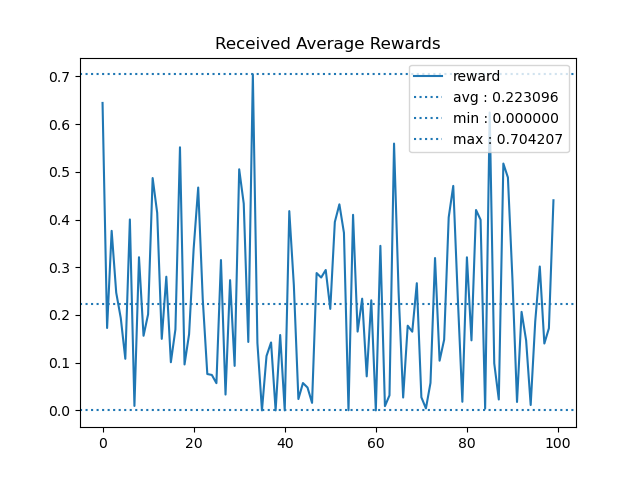 Received Average Rewards
reward
avg : 0.223096
min : 0.000000
max : 0.704207
0.7
0.6
0.5
0.4
0.3
0.2
0.1
0.0
0 20 40 60 80 100